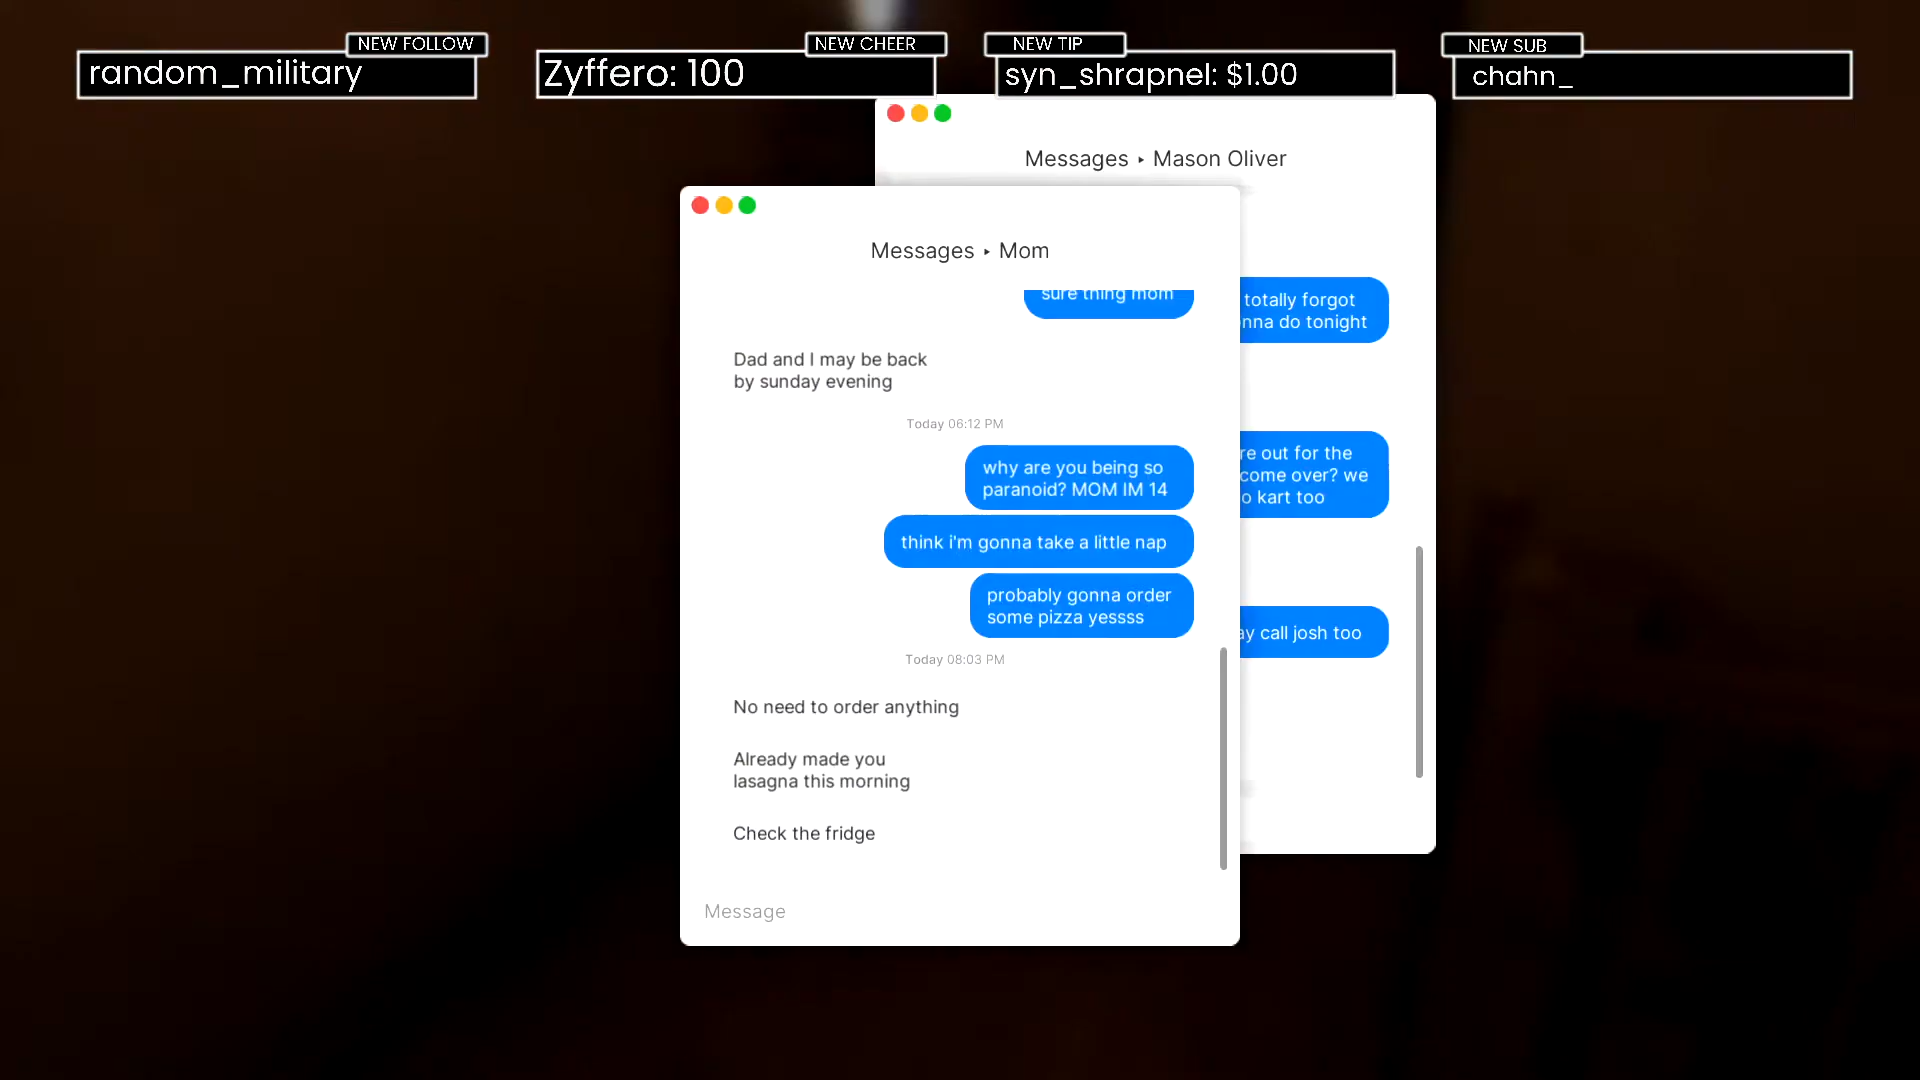 NEW FOLLOW
random_military
NEW CHEER
Zyffero: 100
NEW TIP
syn_shrapnel: $1.00
NEW SUB
chahn_
Messages ‣ Mason Oliver
totally forgot
do tonight
out for the
come over? we
kart too
call josh too
Messages ‣ Mom
sure thing mom
Dad and I may be back
by sunday evening
Today 06:12 PM
why are you being so
paranoid? MOM IM 14
think i'm gonna take a little nap
probably gonna order
some pizza yessss
Today 08:03 PM
No need to order anything
Already made you
lasagna this morning
Check the fridge
Message